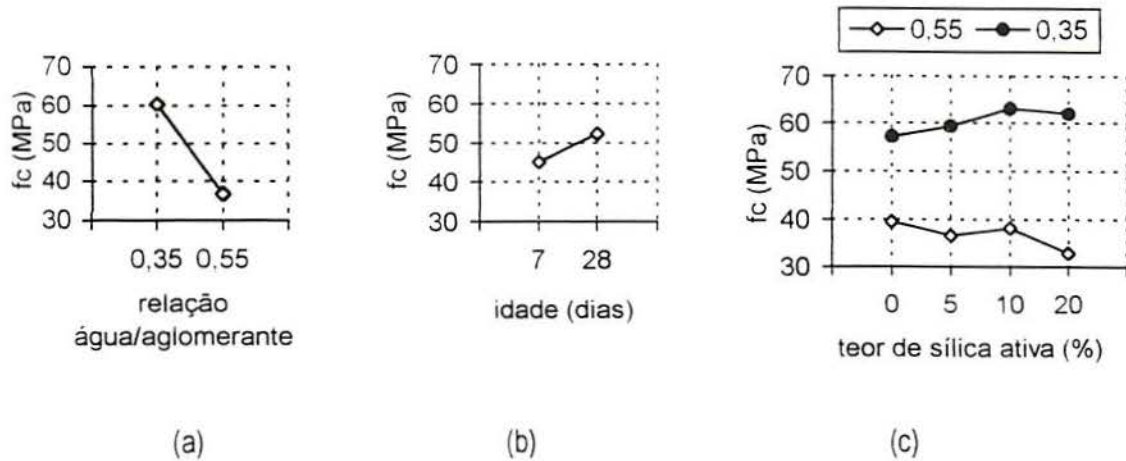 fc (MPa)
70
60
50
40
30
0,35 0,55
relação
água/aglomerante
(a)
fc (MPa)
70
60
50
40
30
7 28
idade (dias)
(b)
0,55 0,35
fc (MPa)
70
60
50
40
30
0 5 10 20
teor de sílica ativa (%)
(c)